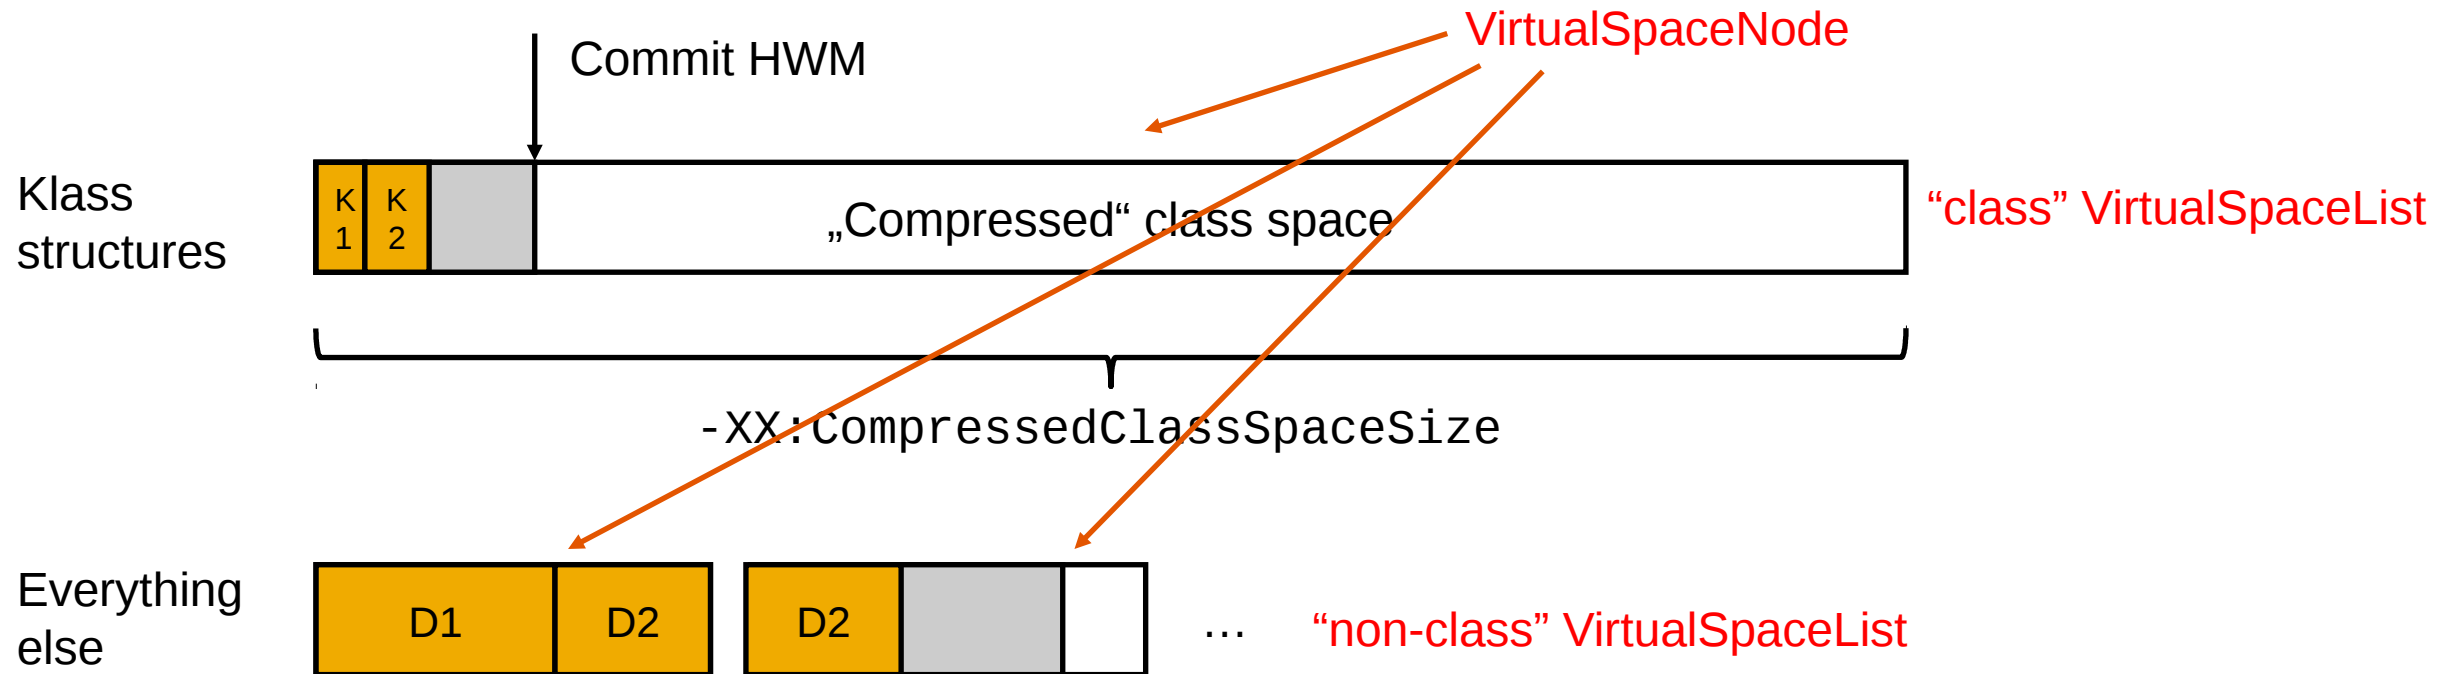 VirtualSpaceNode
Commit HWM
Klass
structures
K
1
K
2
„Compressed“ class space
“class” VirtualSpaceList
-XX:CompressedClassSpaceSize
Everything
else
D1
D2
D2
…
“non-class” VirtualSpaceList